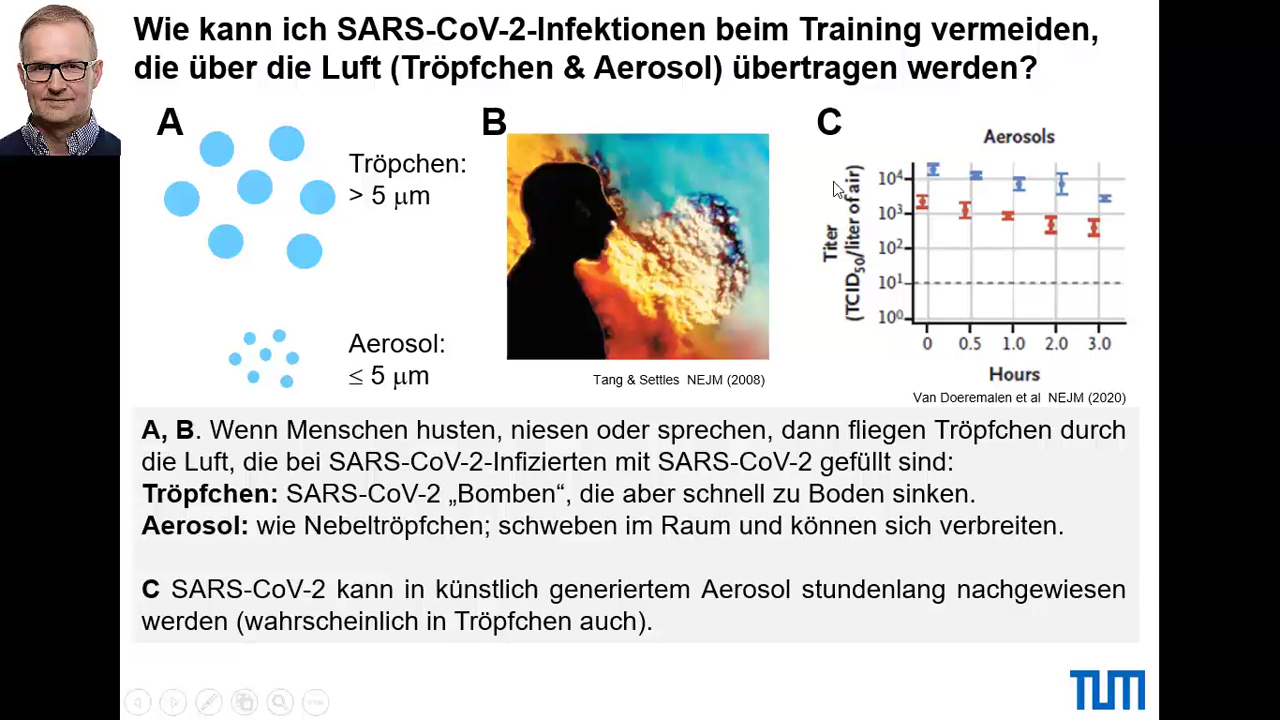 Wie kann ich SARS-CoV-2-Infektionen beim Training vermeiden,
die über die Luft (Tröpfchen & Aerosol) übertragen werden?
A
Tröpchen:
> 5 μm
Aerosol:
≤ 5 μm
B
Tang & Settles NEJM (2008)
C
Aerosols
Titer
(TCID50/liter of air)
10⁴
10³
10²
10¹
10⁰
0 0.5 1.0 2.0 3.0
Hours
Van Doeremalen et al NEJM (2020)
A, B. Wenn Menschen husten, niesen oder sprechen, dann fliegen Tröpfchen durch
die Luft, die bei SARS-CoV-2-Infizierten mit SARS-CoV-2 gefüllt sind:
Tröpfchen: SARS-CoV-2 „Bomben“, die aber schnell zu Boden sinken.
Aerosol: wie Nebeltröpfchen; schweben im Raum und können sich verbreiten.
C SARS-CoV-2 kann in künstlich generiertem Aerosol stundenlang nachgewiesen
werden (wahrscheinlich in Tröpfchen auch).
TUM